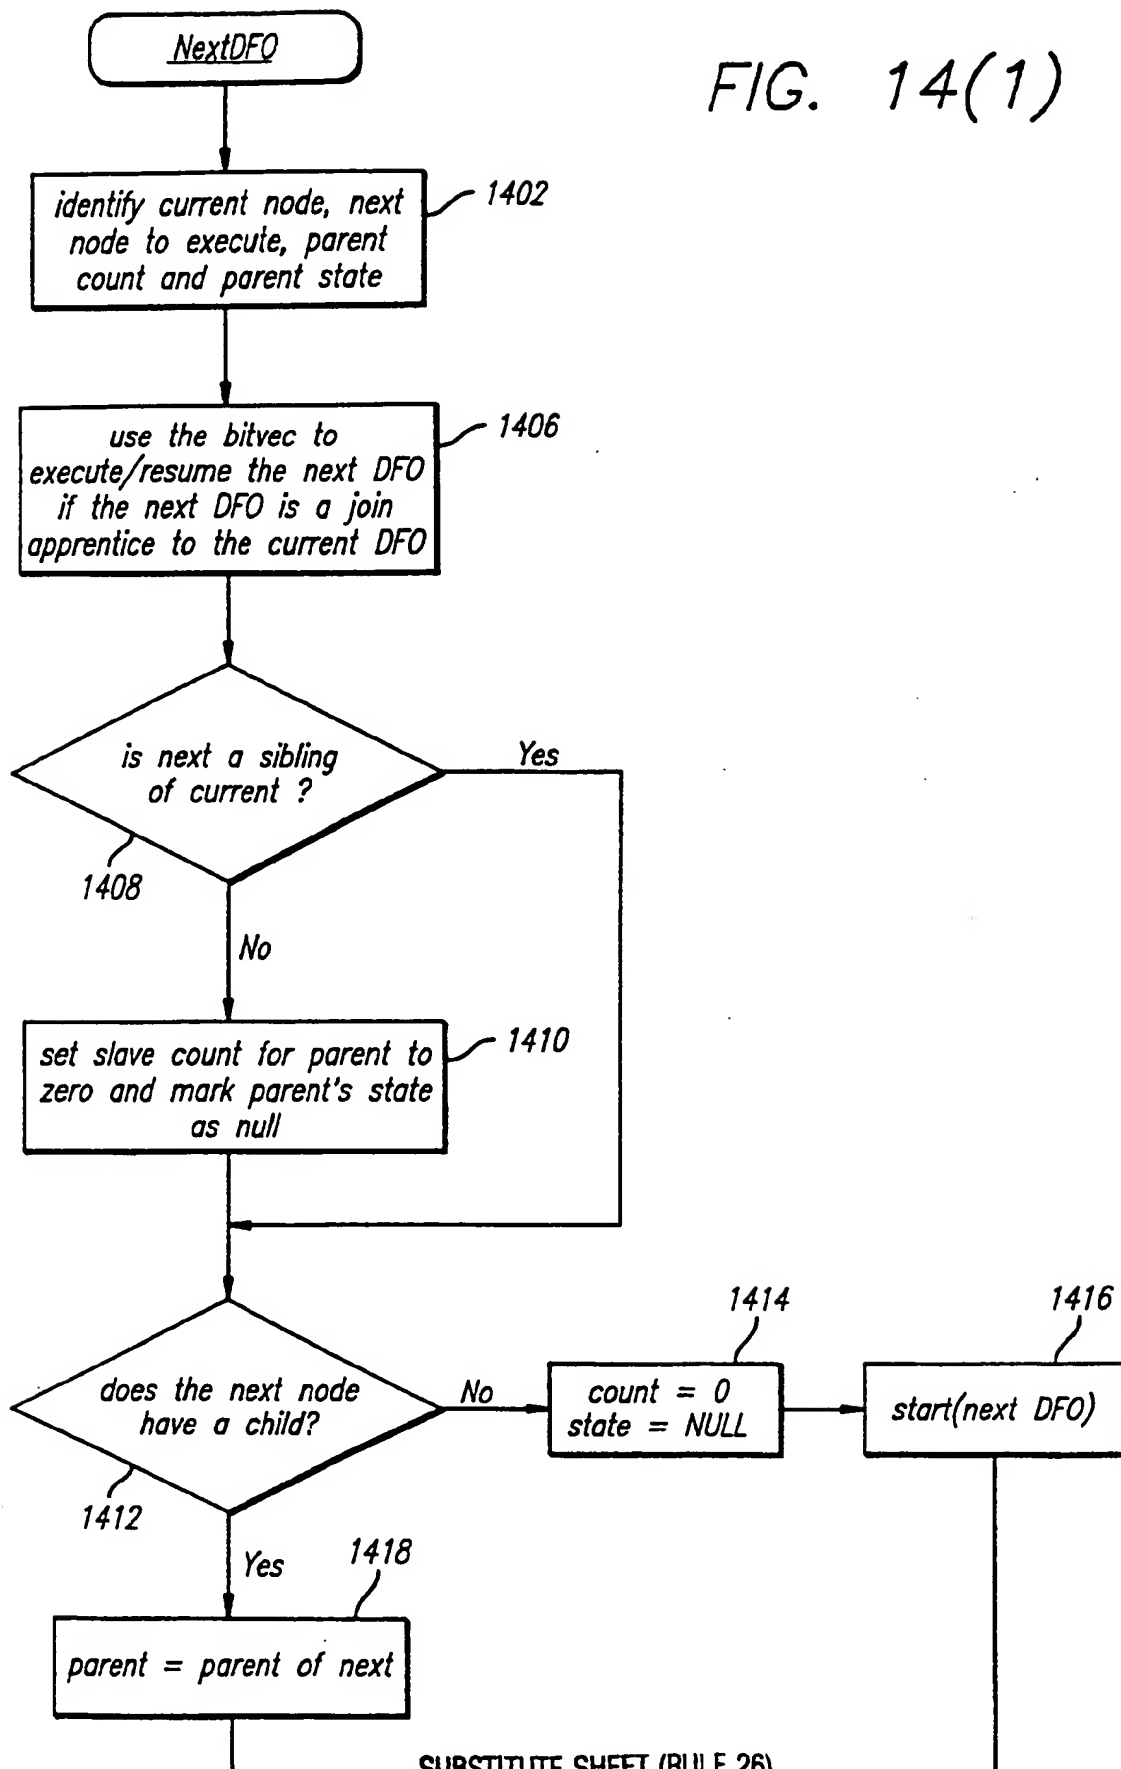 NextDFO
FIG. 14(1)
identify current node, next
node to execute, parent
count and parent state
1402
use the bitvec to
execute/resume the next DFO
if the next DFO is a join
apprentice to the current DFO
1406
is next a sibling
of current ?
Yes
1408
No
set slave count for parent to
zero and mark parent's state
as null
1410
does the next node
have a child?
No
1412
count = 0
state = NULL
1414
start(next DFO)
1416
Yes
1418
parent = parent of next
SUBSTITUTE SHEET (RULE 26)